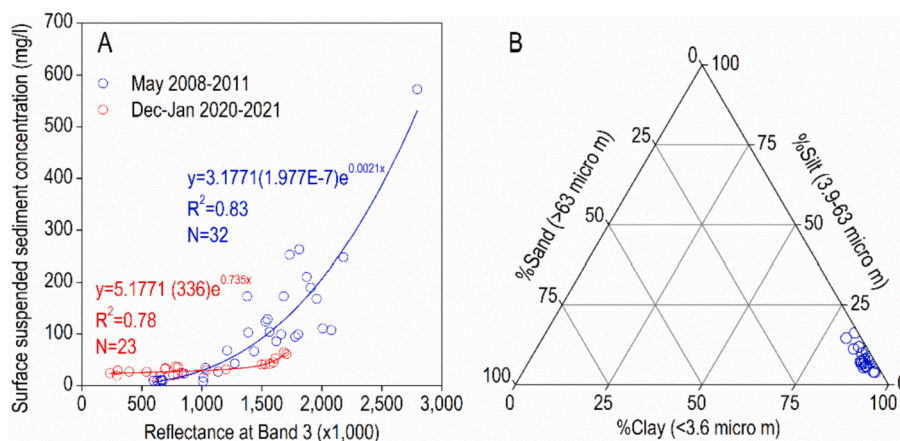 A
B
700
600
500
400
300
200
100
0
Surface suspended sediment concentration (mg/l)
May 2008-2011
Dec-Jan 2020-2021
y=3.1771(1.977E-7)e^0.0021x
R²=0.83
N=32
y=5.1771 (336)e^0.735x
R²=0.78
N=23
0 500 1,000 1,500 2,000 2,500 3,000
Reflectance at Band 3 (x1,000)
0
100
25
75
50
50
75
25
100
0
%Sand (>63 micro m)
%Silt (3.9-63 micro m)
0 25 50 75 100
%Clay (<3.6 micro m)